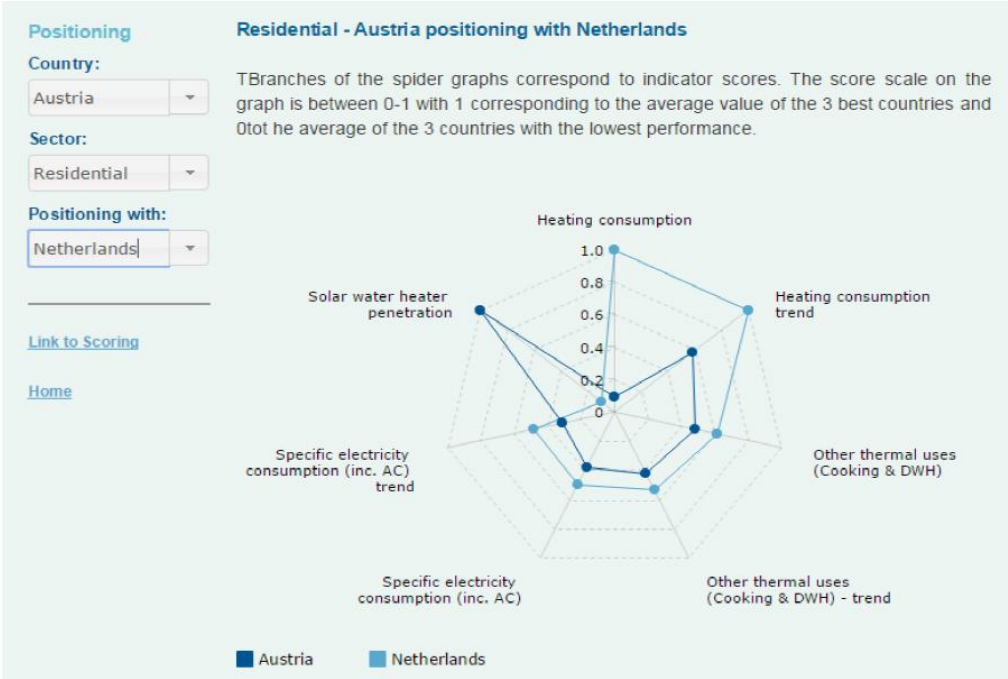 Positioning
Country:
Austria
Sector:
Residential
Positioning with:
Netherlands
Link to Scoring
Home
Residential - Austria positioning with Netherlands
TBranches of the spider graphs correspond to indicator scores. The score scale on the
graph is between 0-1 with 1 corresponding to the average value of the 3 best countries and
0tot he average of the 3 countries with the lowest performance.
Heating consumption
1.0
0.8
0.6
0.4
0.2
0
Heating consumption
trend
Other thermal uses
(Cooking & DWH)
Other thermal uses
(Cooking & DWH) - trend
Specific electricity
consumption (inc. AC)
Specific electricity
consumption (inc. AC)
trend
Solar water heater
penetration
Austria
Netherlands